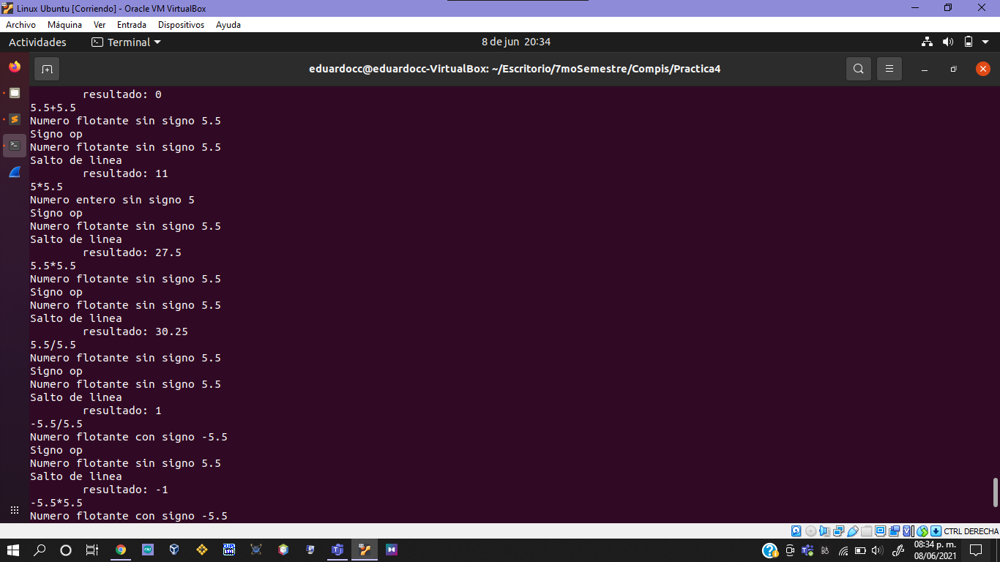 Linux Ubuntu [Corriendo] - Oracle VM VirtualBox
Archivo Máquina Ver Entrada Dispositivos Ayuda
Actividades Terminal 8 de jun 20:34
eduardocc@eduardocc-VirtualBox: ~/Escritorio/7moSemestre/Compis/Practica4
resultado: 0
5.5+5.5
Numero flotante sin signo 5.5
Signo op
Numero flotante sin signo 5.5
Salto de linea
resultado: 11
5*5.5
Numero entero sin signo 5
Signo op
Numero flotante sin signo 5.5
Salto de linea
resultado: 27.5
5.5*5.5
Numero flotante sin signo 5.5
Signo op
Numero flotante sin signo 5.5
Salto de linea
resultado: 30.25
5.5/5.5
Numero flotante sin signo 5.5
Signo op
Numero flotante sin signo 5.5
Salto de linea
resultado: 1
-5.5/5.5
Numero flotante con signo -5.5
Signo op
Numero flotante sin signo 5.5
Salto de linea
resultado: -1
-5.5*5.5
Numero flotante con signo -5.5
CTRL DERECHA
08:34 p. m.
08/06/2021